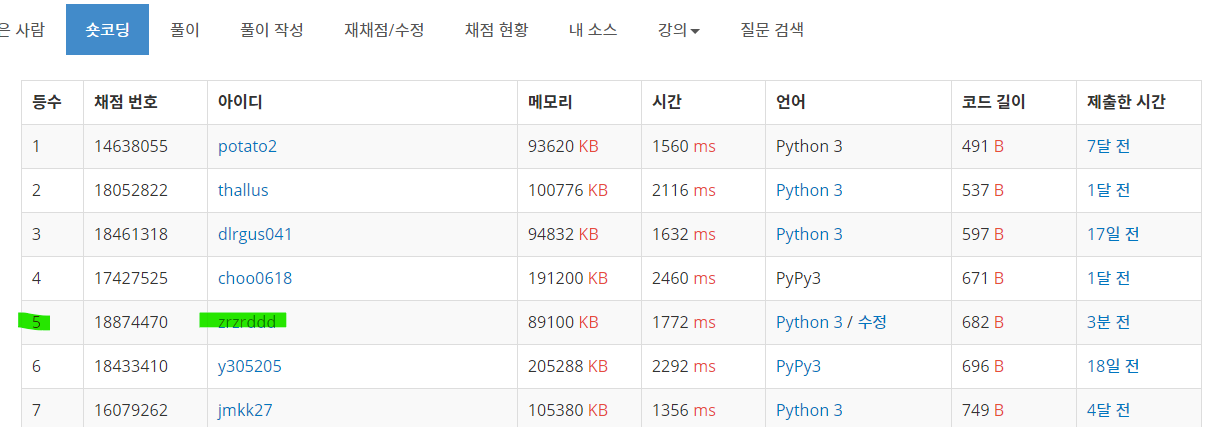 은 사람 숏코딩 풀이 풀이 작성 재채점/수정 채점 현황 내 소스 강의 질문 검색
등수 채점 번호 아이디 메모리 시간 언어 코드 길이 제출한 시간
1 14638055 potato2 93620 KB 1560 ms Python 3 491 B 7달 전
2 18052822 thallus 100776 KB 2116 ms Python 3 537 B 1달 전
3 18461318 dlrgus041 94832 KB 1632 ms Python 3 597 B 17일 전
4 17427525 choo0618 191200 KB 2460 ms PyPy3 671 B 1달 전
5 18874470 zrzrddd 89100 KB 1772 ms Python 3 / 수정 682 B 3분 전
6 18433410 y305205 205288 KB 2292 ms PyPy3 696 B 18일 전
7 16079262 jmkk27 105380 KB 1356 ms Python 3 749 B 4달 전